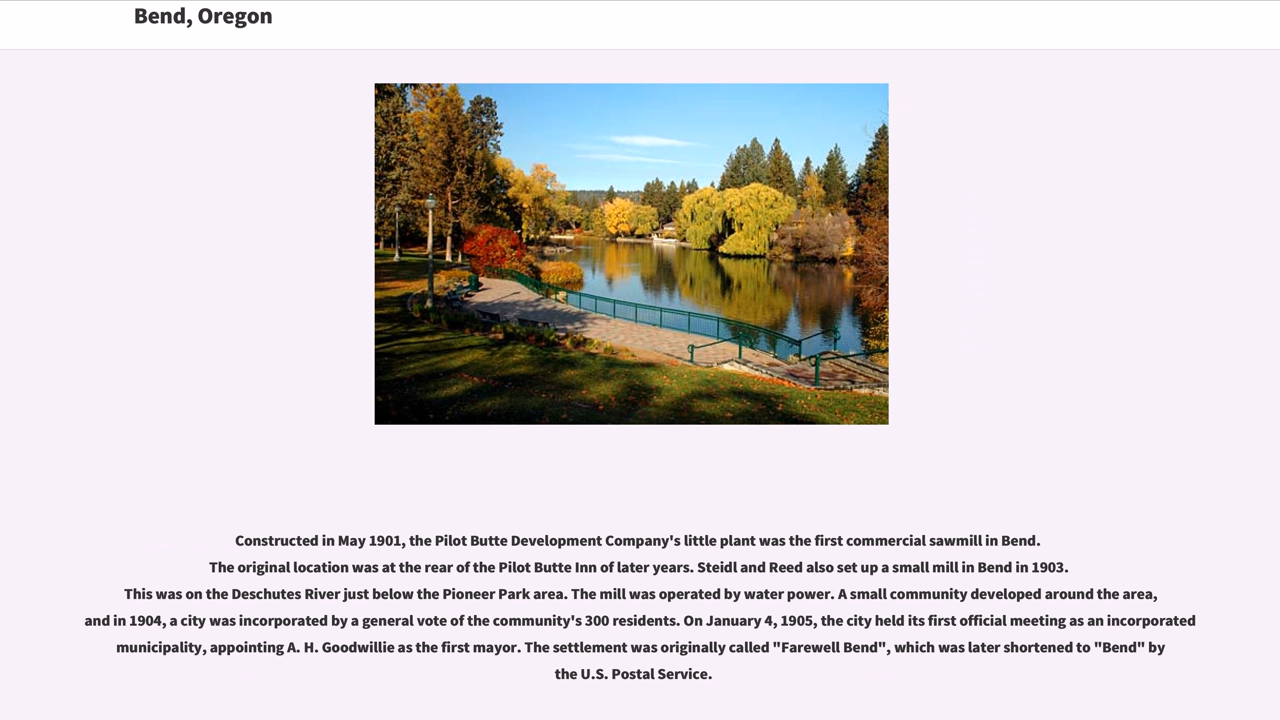 Bend, Oregon
Constructed in May 1901, the Pilot Butte Development Company's little plant was the first commercial sawmill in Bend.
The original location was at the rear of the Pilot Butte Inn of later years. Steidl and Reed also set up a small mill in Bend in 1903.
This was on the Deschutes River just below the Pioneer Park area. The mill was operated by water power. A small community developed around the area,
and in 1904, a city was incorporated by a general vote of the community's 300 residents. On January 4, 1905, the city held its first official meeting as an incorporated
municipality, appointing A. H. Goodwillie as the first mayor. The settlement was originally called "Farewell Bend", which was later shortened to "Bend" by
the U.S. Postal Service.